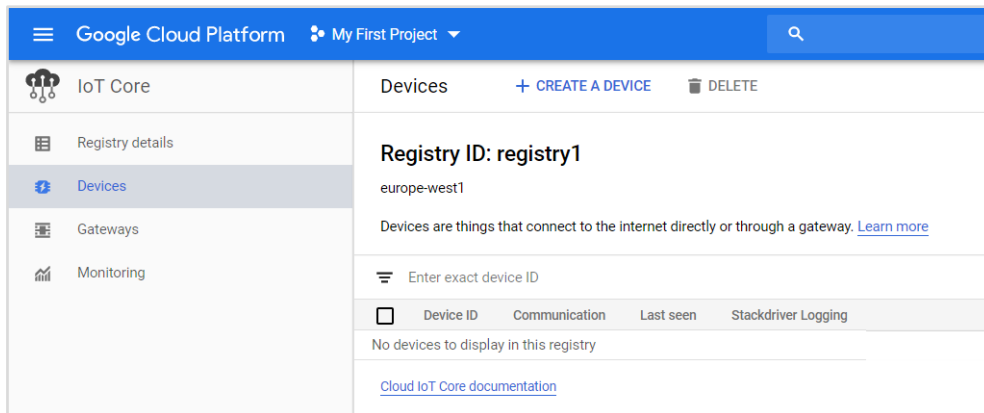 Google Cloud Platform My First Project
IoT Core
Devices CREATE A DEVICE DELETE
Registry details
Devices
Gateways
Monitoring
Registry ID: registry1
europe-west1
Devices are things that connect to the internet directly or through a gateway. Learn more
Enter exact device ID
Device ID Communication Last seen Stackdriver Logging
No devices to display in this registry
Cloud IoT Core documentation